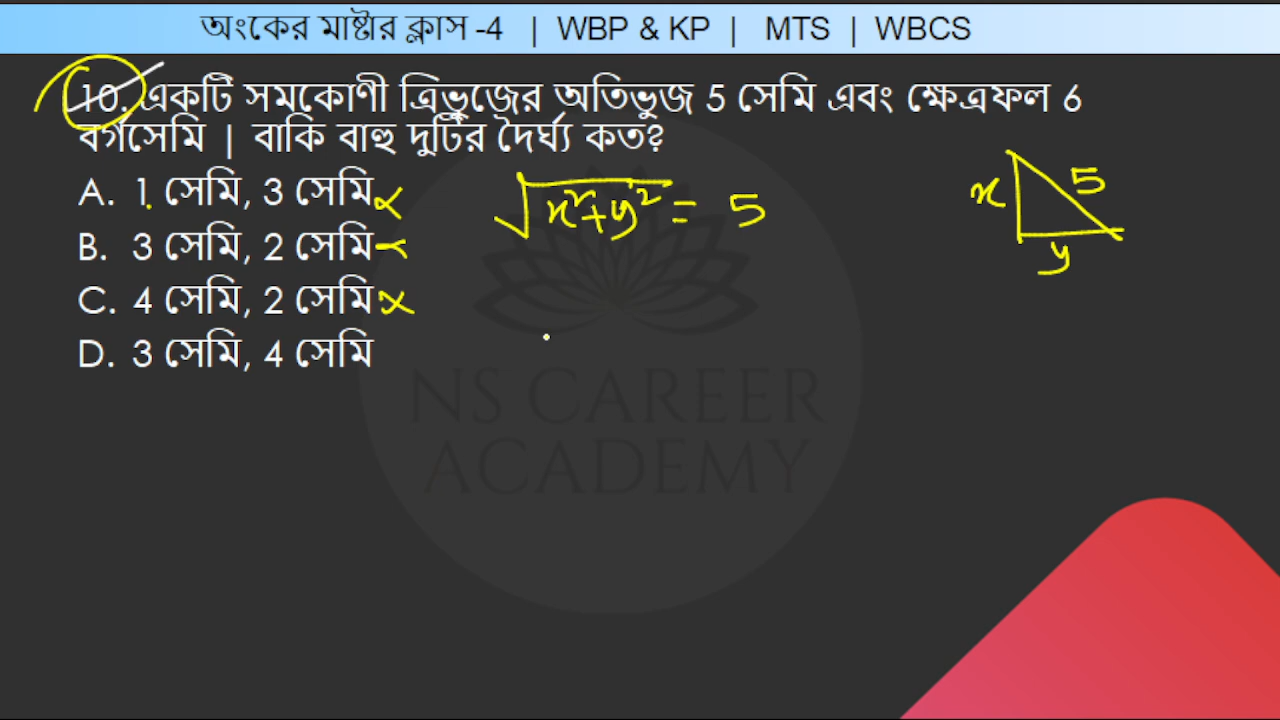 অংকের মাষ্টার ক্লাস -4 | WBP & KP | MTS | WBCS
10. একটি সমকোণী ত্রিভুজের অতিভুজ 5 সেমি এবং ক্ষেত্রফল 6
বর্গসেমি | বাকি বাহু দুটির দৈর্ঘ্য কত?
A. 1 সেমি, 3 সেমি
B. 3 সেমি, 2 সেমি
C. 4 সেমি, 2 সেমি
D. 3 সেমি, 4 সেমি
√x²+y² = 5
x 5
y
NS CAREER
ACADEMY